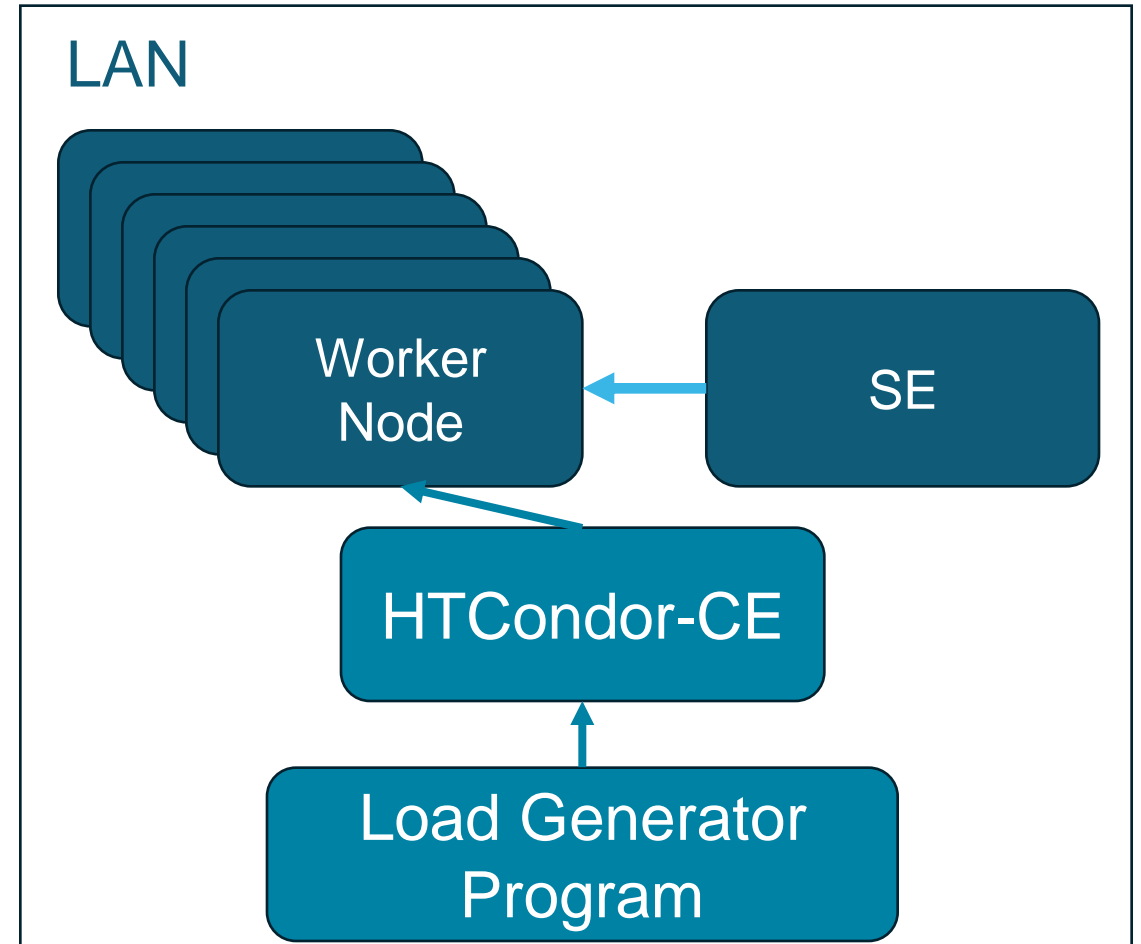 LAN
Worker
Node
SE
HTCondor-CE
Load Generator
Program